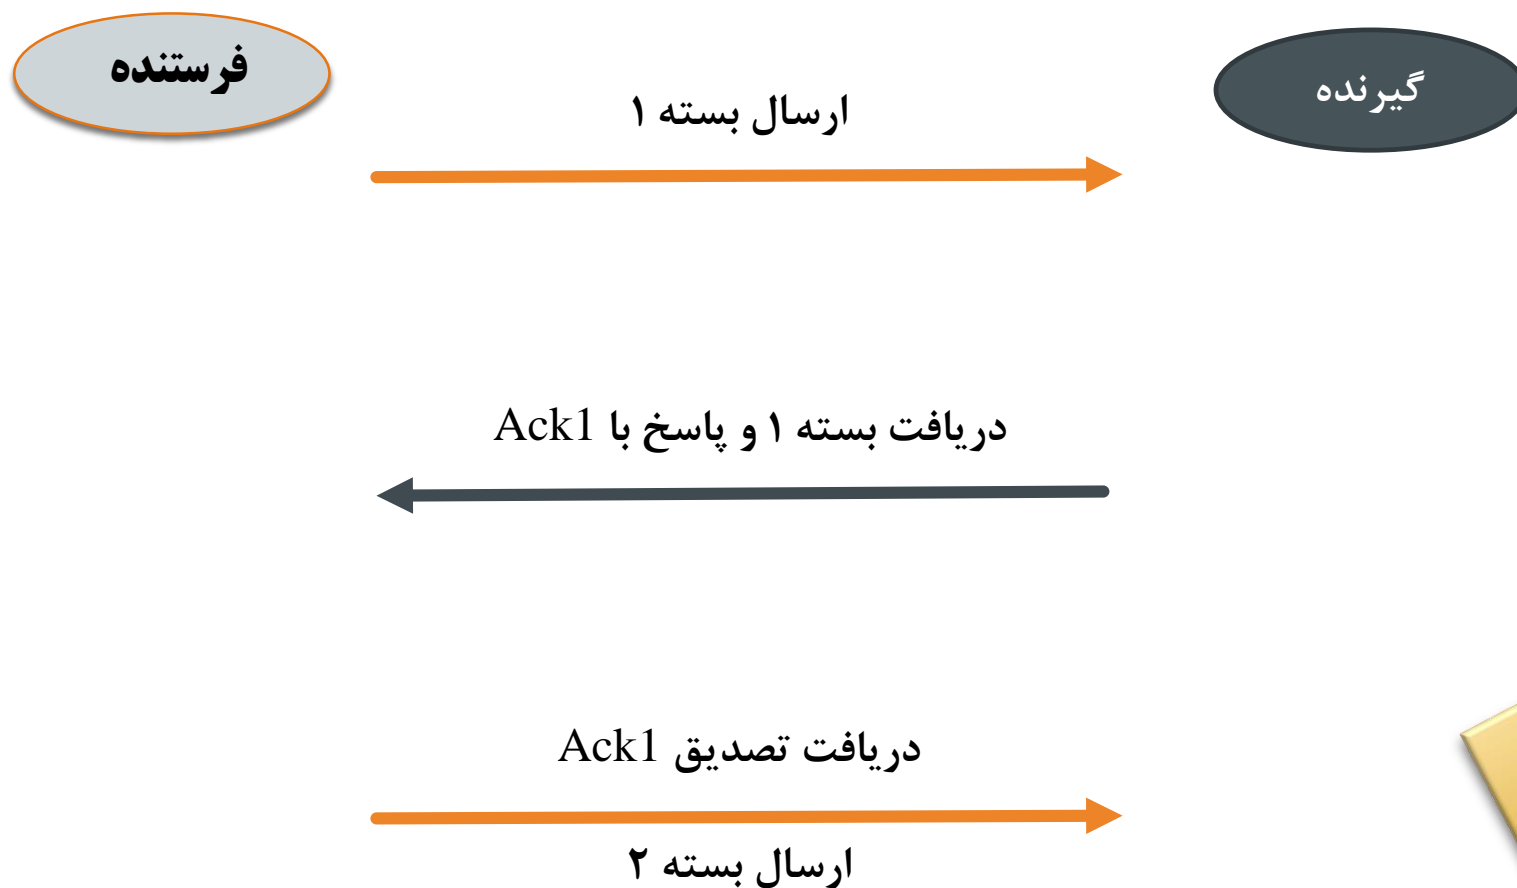 فرستنده
گیرنده
ارسال بسته ۱
دریافت بسته ۱ و پاسخ با Ack1
دریافت تصدیق Ack1
ارسال بسته ۲